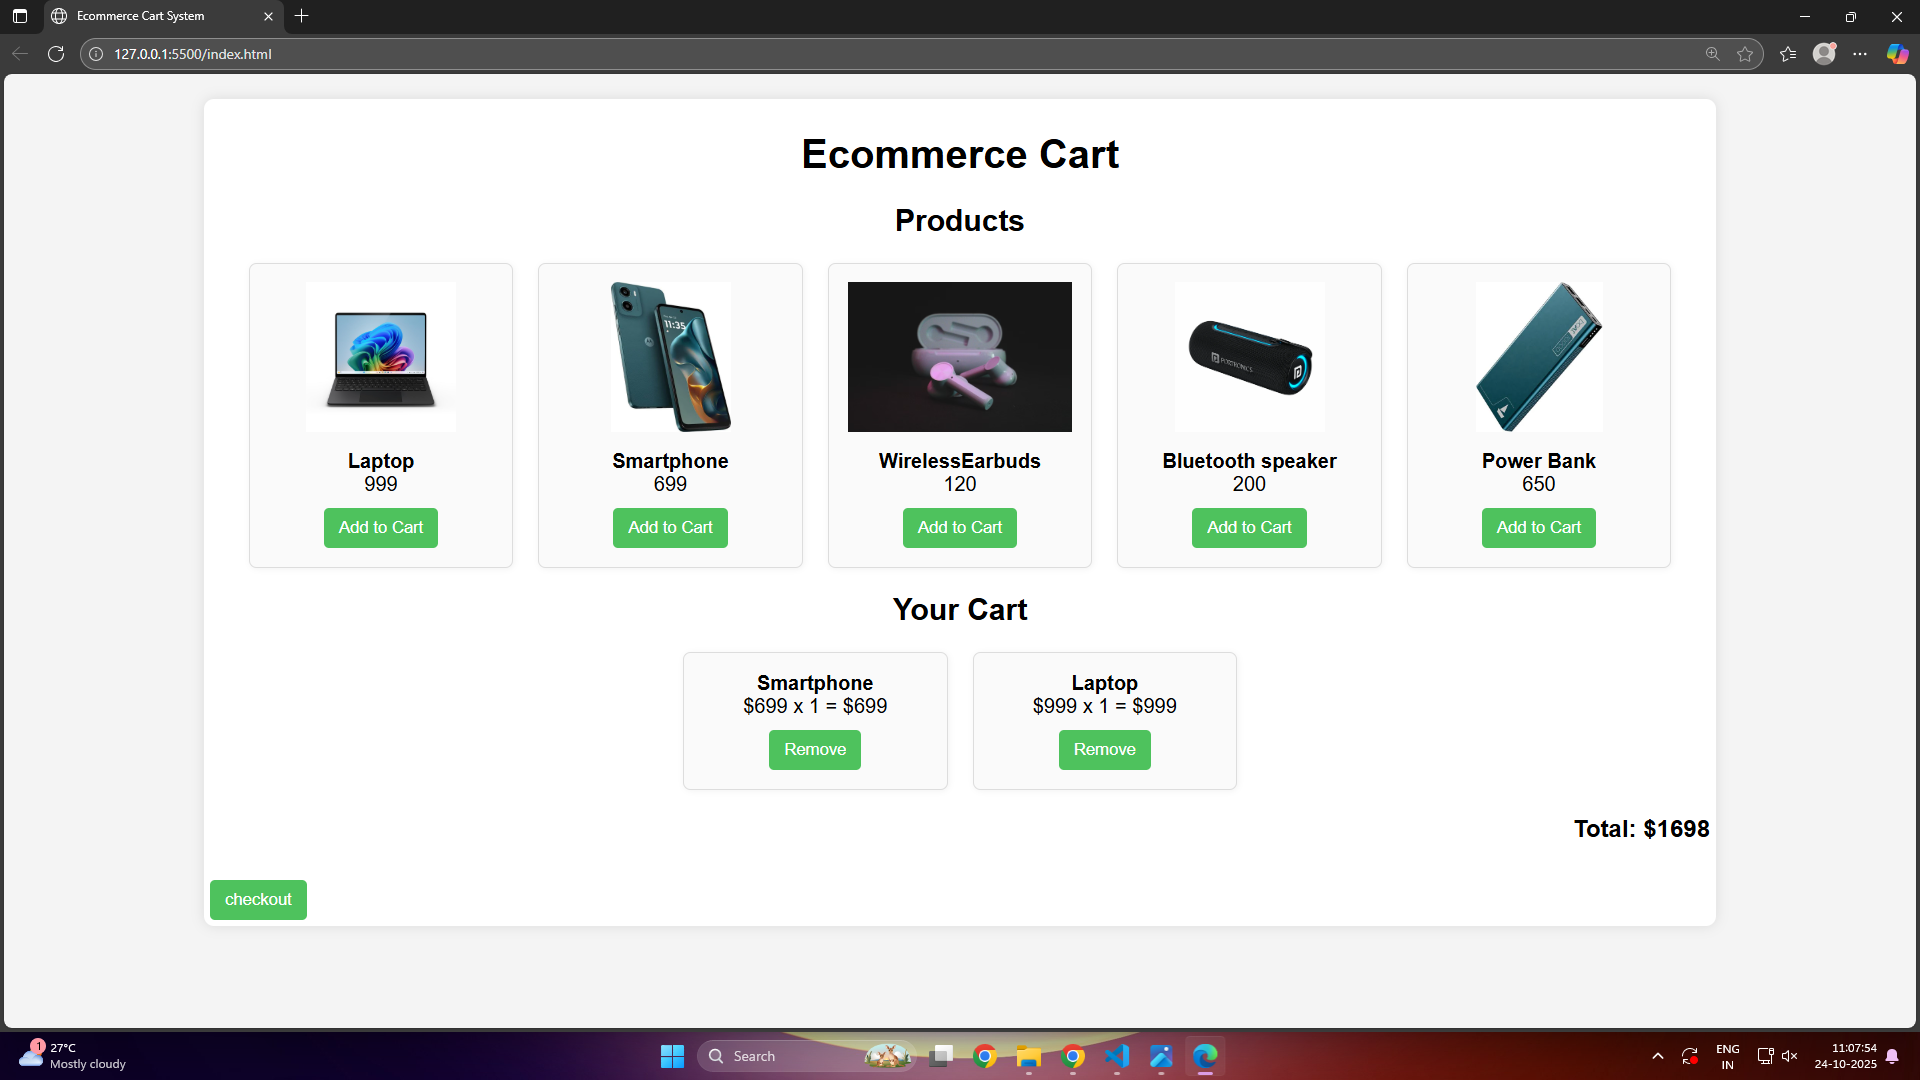 Ecommerce Cart System
127.0.0.1:5500/index.html
Ecommerce Cart
Products
11:35
PORTRONICS
Laptop
999
Add to Cart
Smartphone
699
Add to Cart
WirelessEarbuds
120
Add to Cart
Bluetooth speaker
200
Add to Cart
Power Bank
650
Add to Cart
Your Cart
Smartphone
$699 x 1 = $699
Remove
Laptop
$999 x 1 = $999
Remove
Total: $1698
checkout
1
27°C
Mostly cloudy
Search
ENG
IN
11:07:54
24-10-2025